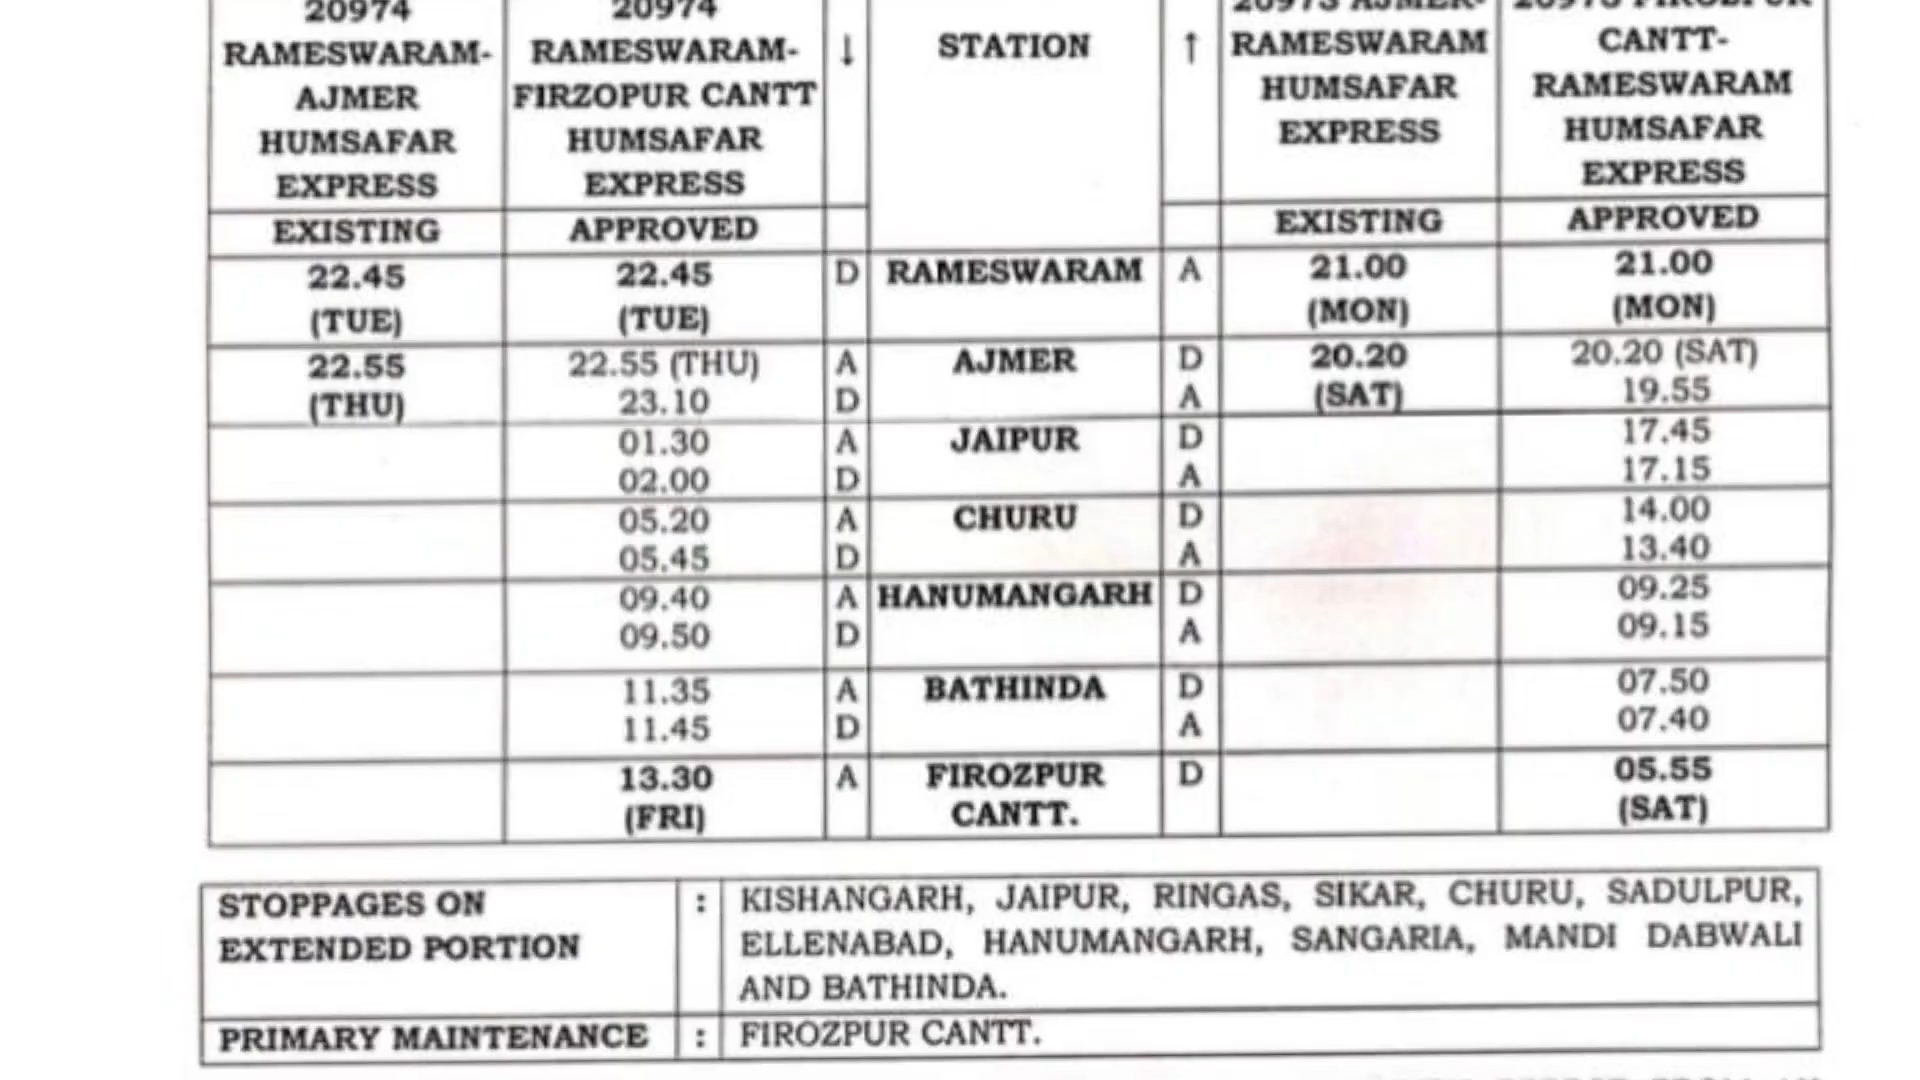 20974 20974 20973 AJMER- 20973 FIROZPUR
RAMESWARAM- RAMESWARAM- ↓ STATION ↑ RAMESWARAM CANTT-
AJMER FIRZOPUR CANTT HUMSAFAR RAMESWARAM
HUMSAFAR HUMSAFAR EXPRESS HUMSAFAR
EXPRESS EXPRESS EXPRESS
EXISTING APPROVED EXISTING APPROVED
22.45 22.45 D RAMESWARAM A 21.00 21.00
(TUE) (TUE) (MON) (MON)
22.55 22.55 (THU) A AJMER D 20.20 20.20 (SAT)
(THU) 23.10 D A (SAT) 19.55
01.30 A JAIPUR D 17.45
02.00 D A 17.15
05.20 A CHURU D 14.00
05.45 D A 13.40
09.40 A HANUMANGARH D 09.25
09.50 D A 09.15
11.35 A BATHINDA D 07.50
11.45 D A 07.40
13.30 A FIROZPUR D 05.55
(FRI) CANTT. (SAT)
STOPPAGES ON : KISHANGARH, JAIPUR, RINGAS, SIKAR, CHURU, SADULPUR,
EXTENDED PORTION ELLENABAD, HANUMANGARH, SANGARIA, MANDI DABWALI
AND BATHINDA.
PRIMARY MAINTENANCE : FIROZPUR CANTT.